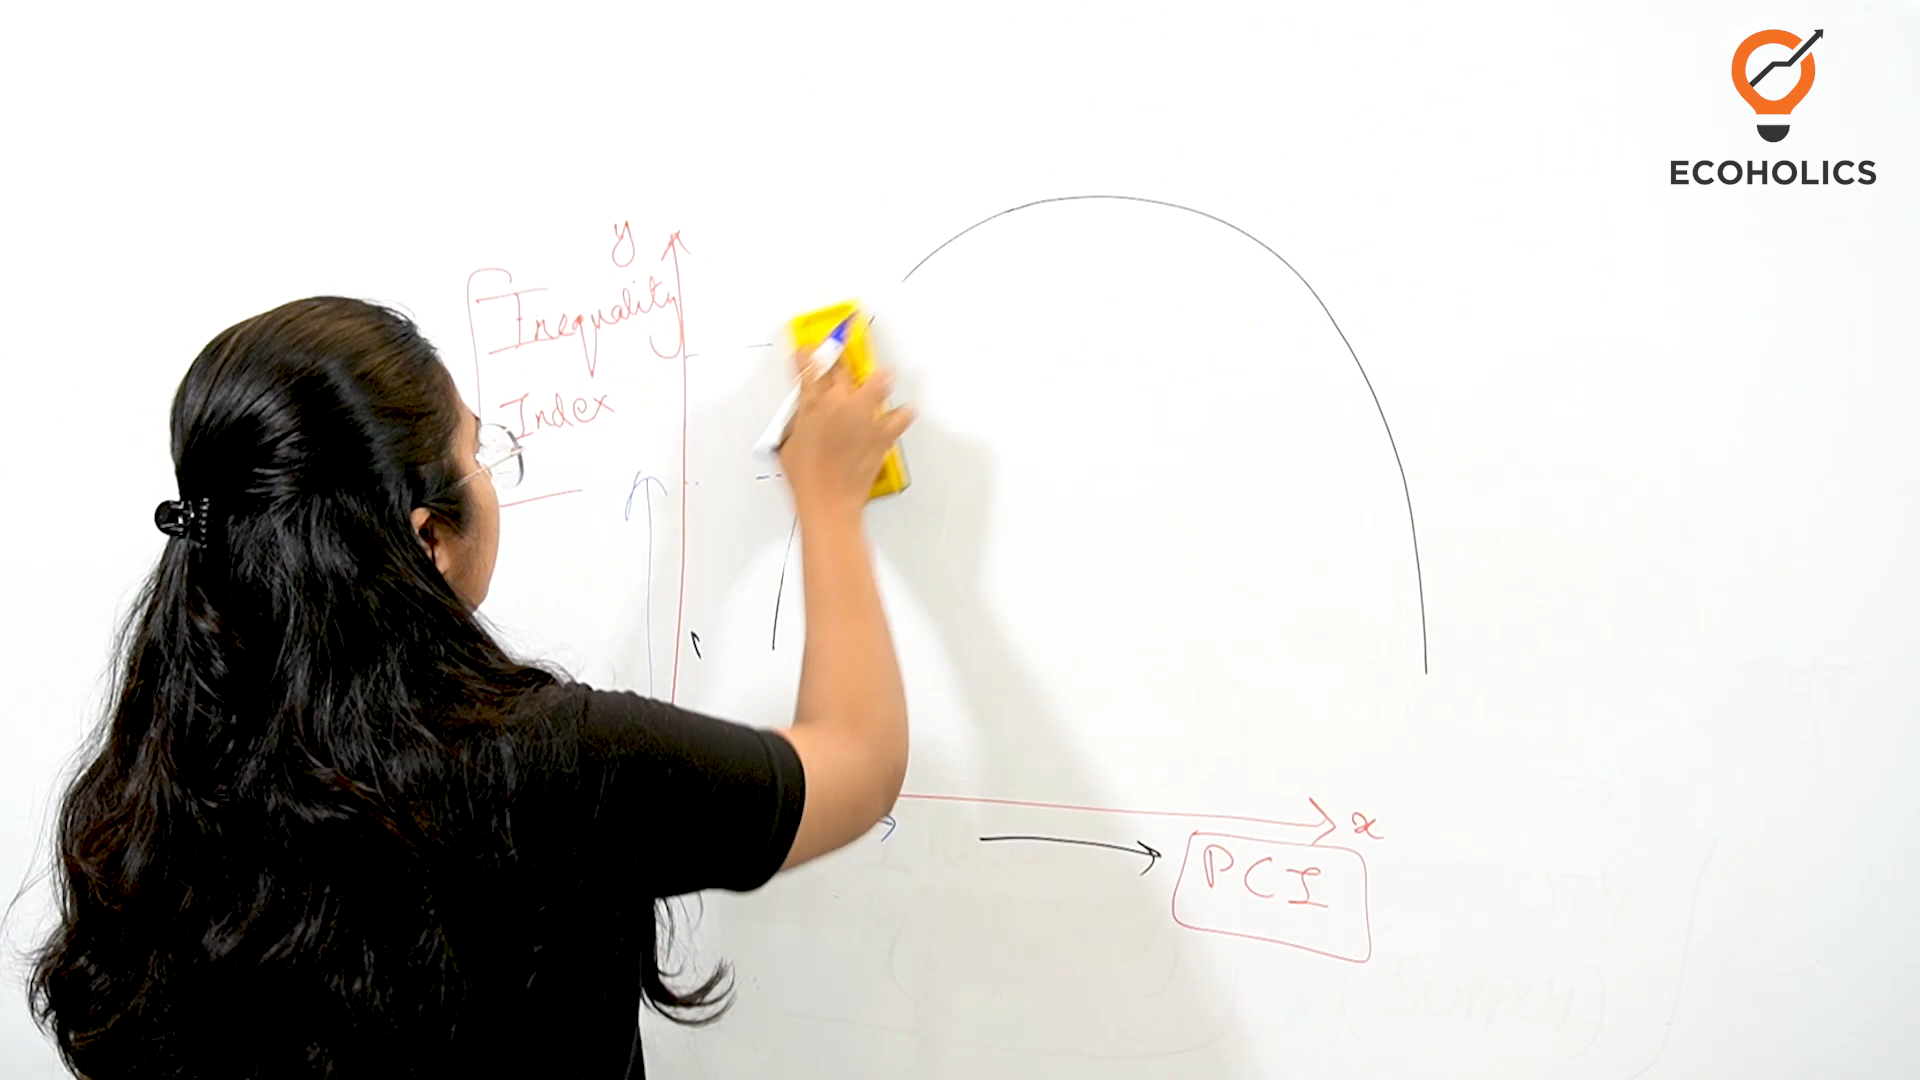 ECOHOLICS
y
Inequality
Index
x
PCI